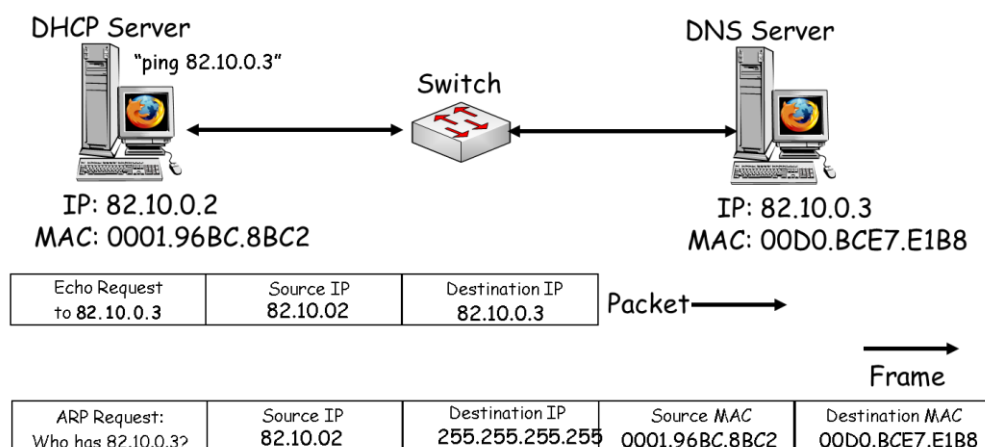 DHCP Server
"ping 82.10.0.3"
Switch
DNS Server
IP: 82.10.0.2
MAC: 0001.96BC.8BC2
IP: 82.10.0.3
MAC: 00D0.BCE7.E1B8
Echo Request
to 82.10.0.3
Source IP
82.10.02
Destination IP
82.10.0.3
Packet
Frame
ARP Request:
Who has 82.10.0.3?
Source IP
82.10.02
Destination IP
255.255.255.255
Source MAC
0001.96BC.8BC2
Destination MAC
00D0.BCE7.E1B8